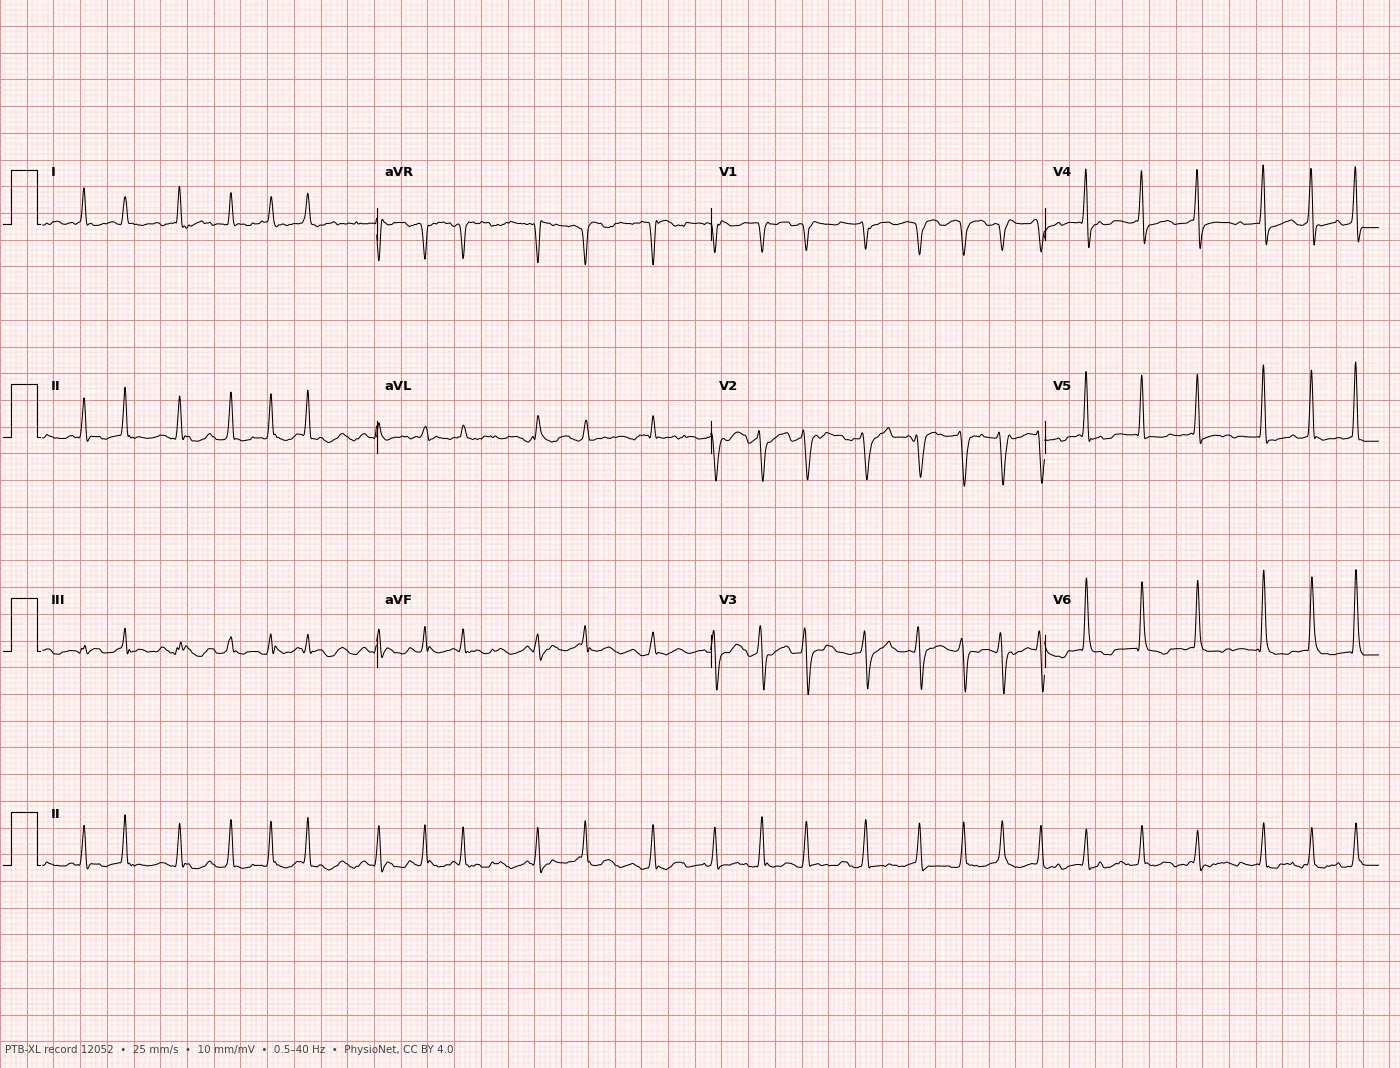 I aVR V1 V4
II aVL V2 V5
III aVF V3 V6
II
PTB-XL record 12052 • 25 mm/s • 10 mm/mV • 0.5–40 Hz • PhysioNet, CC BY 4.0